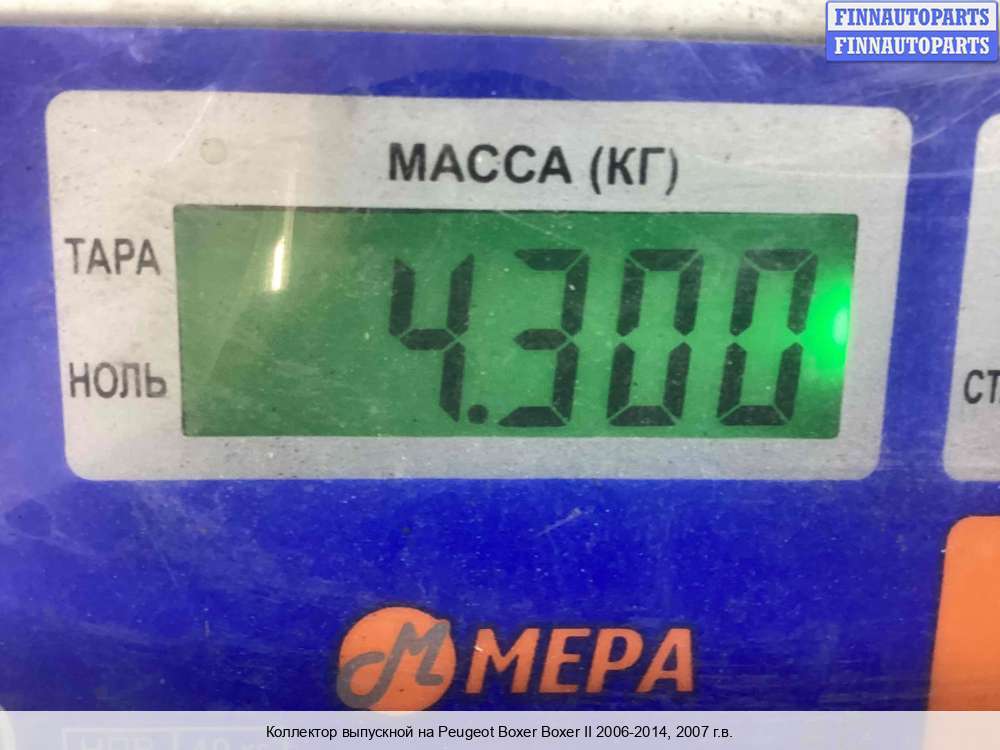 FINNAUTOPARTS
FINNAUTOPARTS
МАССА (КГ)
ТАРА
4.300
НОЛЬ
СТ
МЕРА
Коллектор выпускной на Peugeot Boxer Boxer II 2006-2014, 2007 г.в.